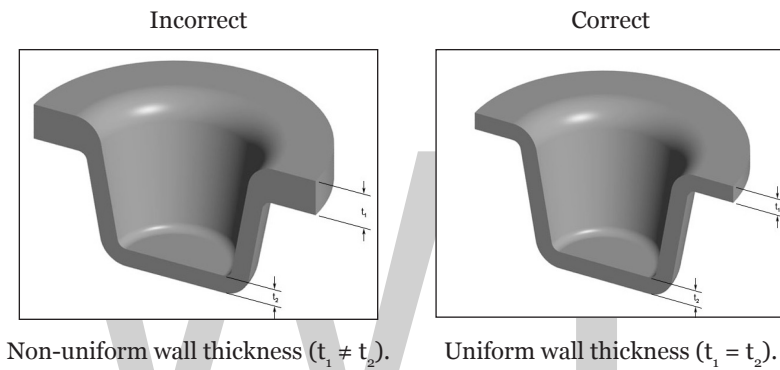 Incorrect
Correct
t₁
t₂
t₁
t₂
Non-uniform wall thickness (t₁ ≠ t₂).
Uniform wall thickness (t₁ = t₂).